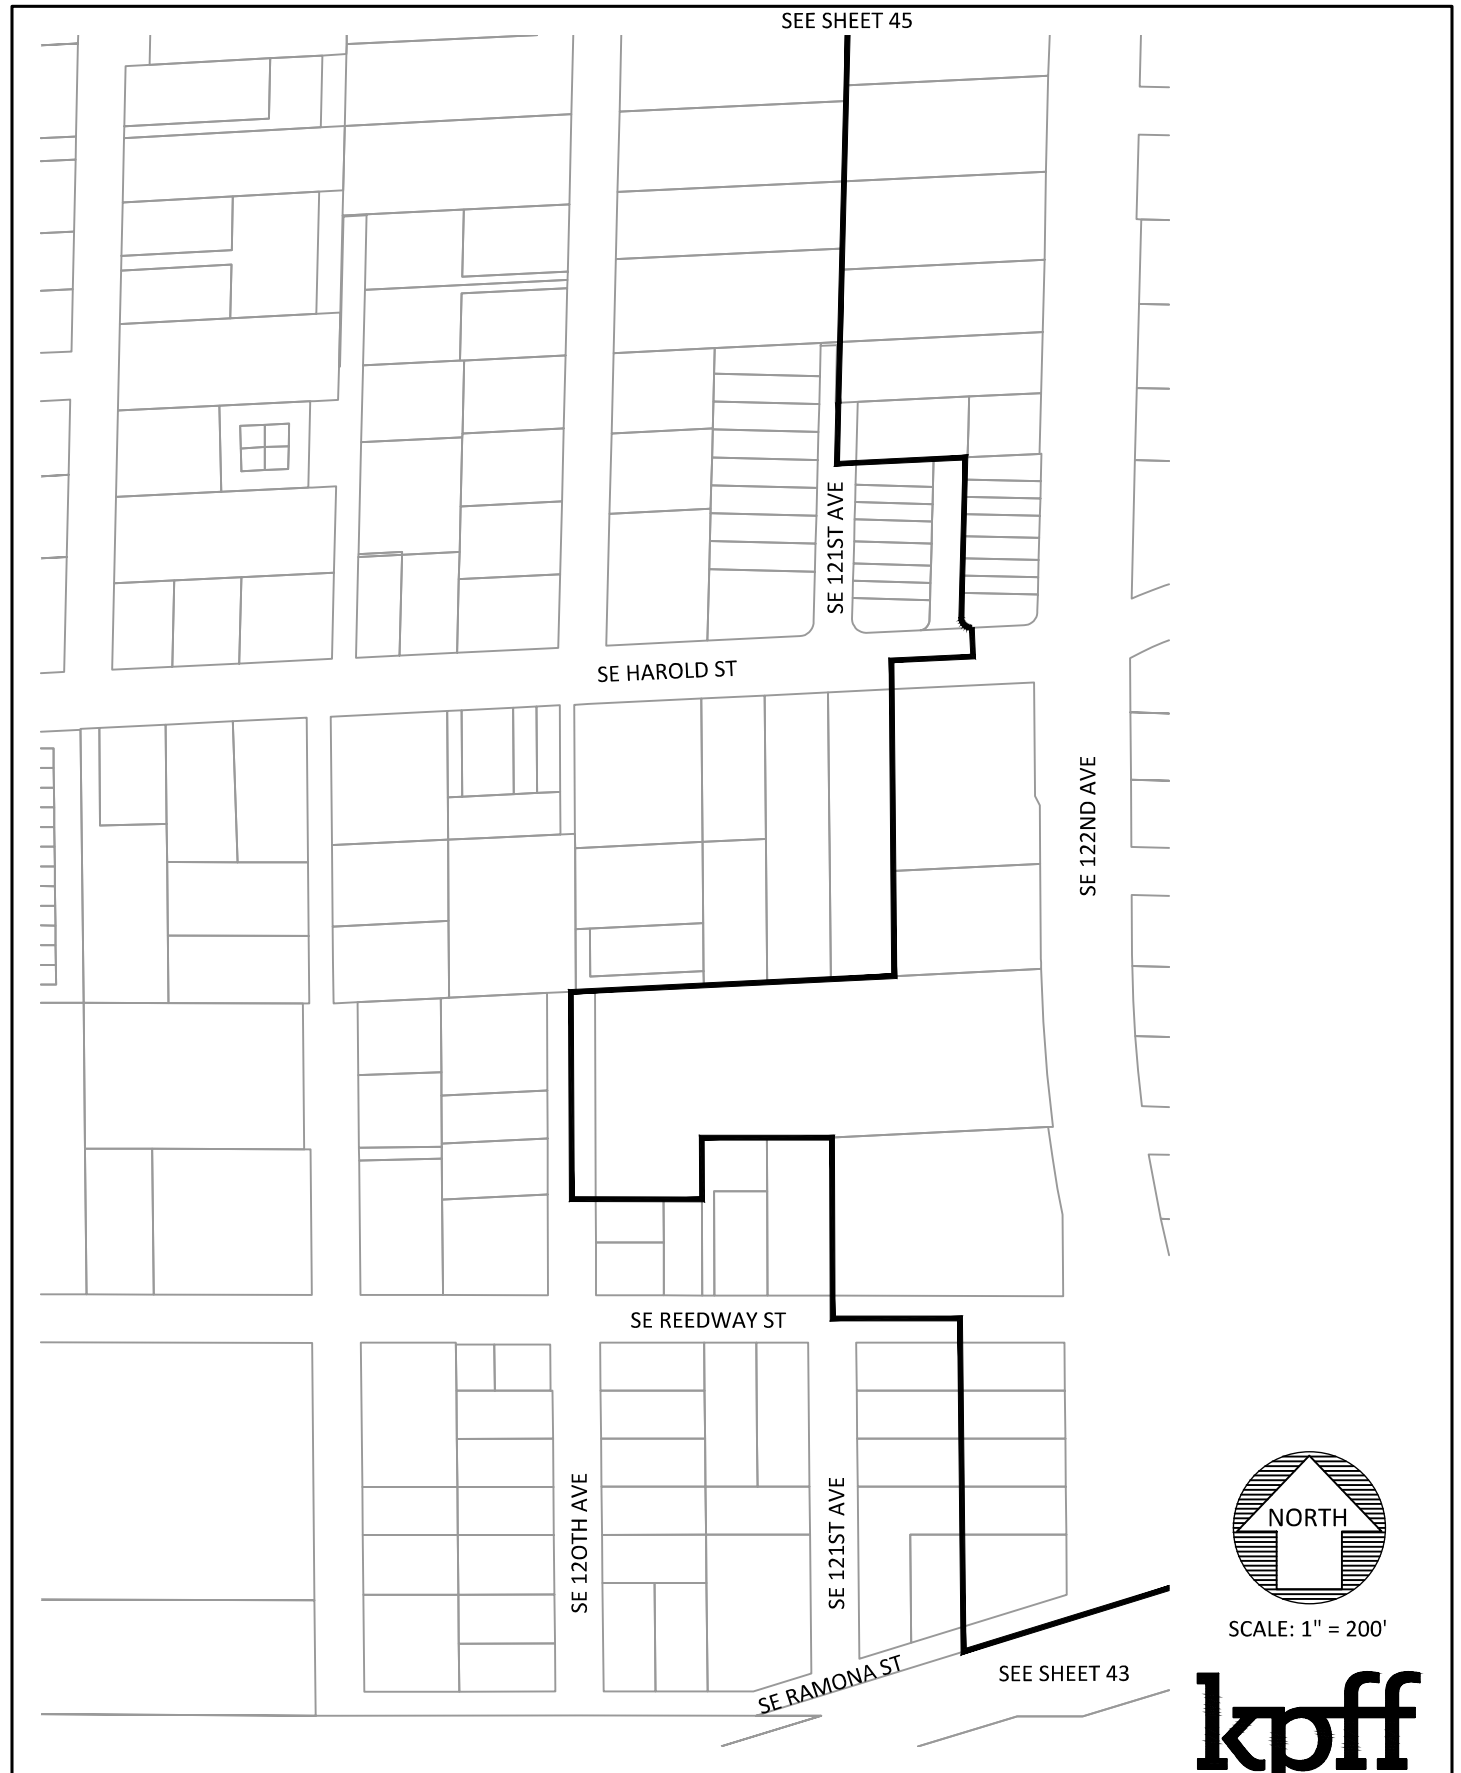 SEE SHEET 45
SE 121ST AVE
SE HAROLD ST
SE 122ND AVE
SE REEDWAY ST
SE 120TH AVE
SE 121ST AVE
NORTH
SCALE: 1" = 200'
SE RAMONA ST
SEE SHEET 43
kpff